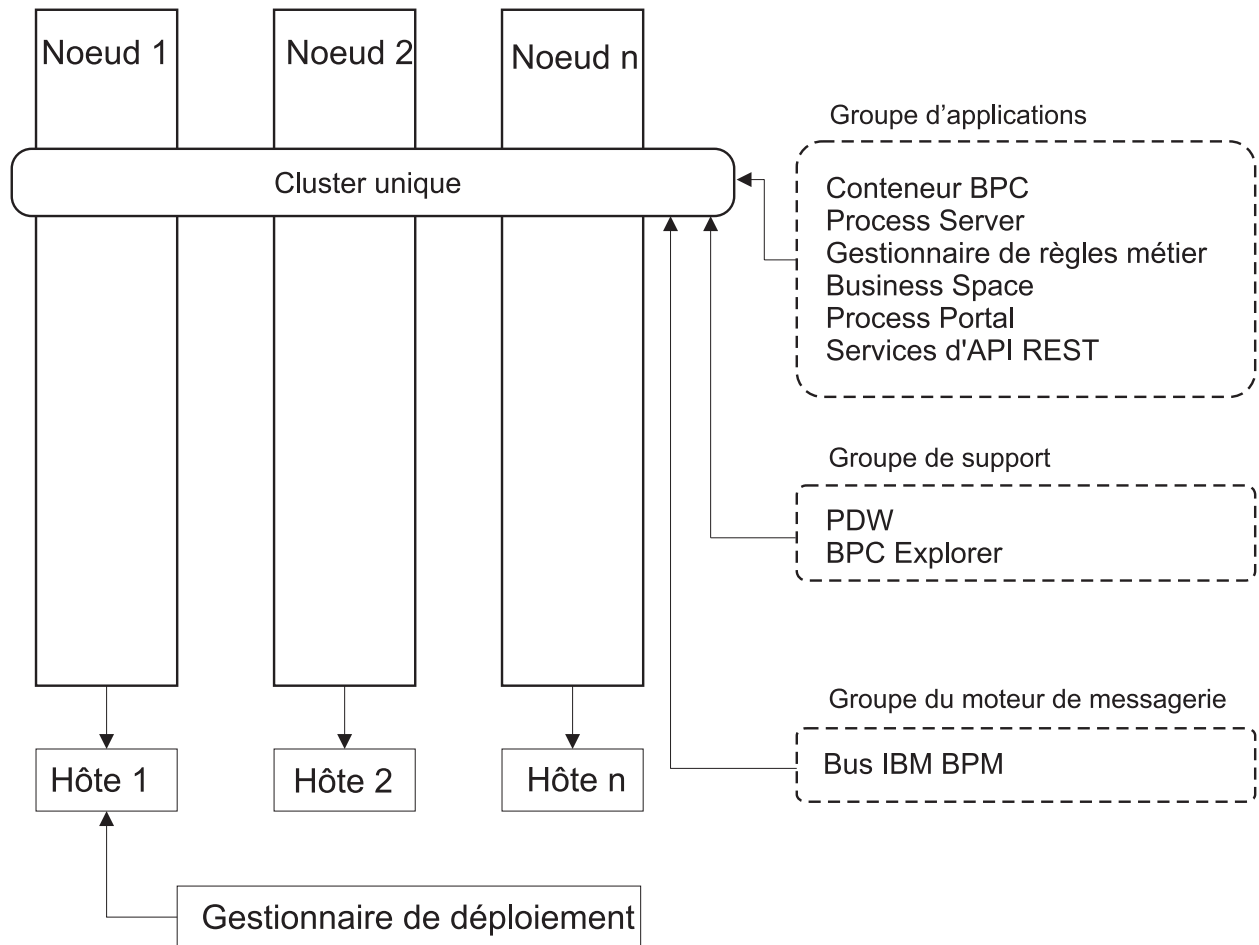 Noeud 1
Noeud 2
Noeud n
Groupe d'applications
Cluster unique
Conteneur BPC
Process Server
Gestionnaire de règles métier
Business Space
Process Portal
Services d'API REST
Groupe de support
PDW
BPC Explorer
Groupe du moteur de messagerie
Bus IBM BPM
Hôte 1
Hôte 2
Hôte n
Gestionnaire de déploiement